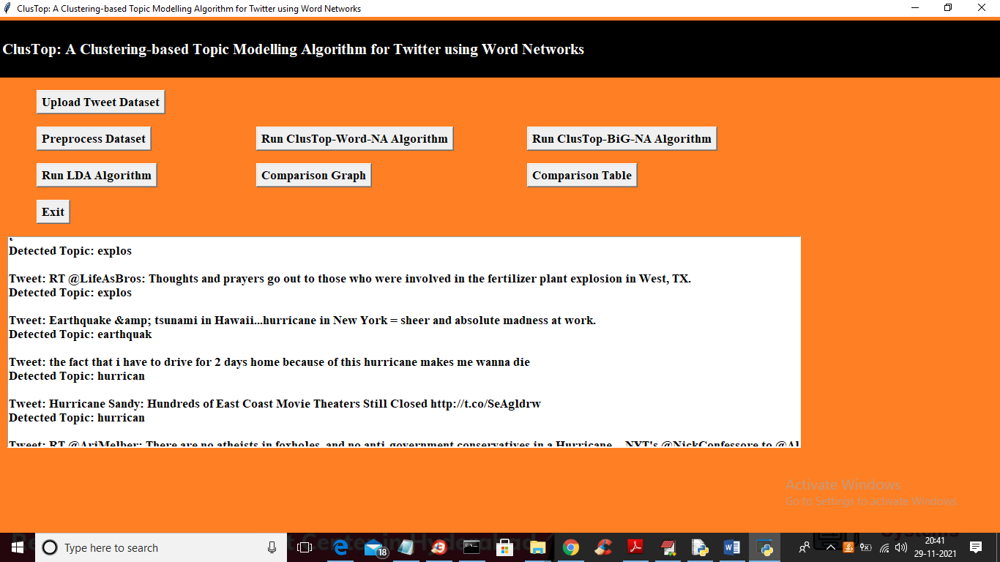 ClusTop: A Clustering-based Topic Modelling Algorithm for Twitter using Word Networks
ClusTop: A Clustering-based Topic Modelling Algorithm for Twitter using Word Networks
Upload Tweet Dataset
Preprocess Dataset Run ClusTop-Word-NA Algorithm Run ClusTop-BiG-NA Algorithm
Run LDA Algorithm Comparison Graph Comparison Table
Exit
Detected Topic: explos
Tweet: RT @LifeAsBros: Thoughts and prayers go out to those who were involved in the fertilizer plant explosion in West, TX.
Detected Topic: explos
Tweet: Earthquake &amp; tsunami in Hawaii...hurricane in New York = sheer and absolute madness at work.
Detected Topic: earthquak
Tweet: the fact that i have to drive for 2 days home because of this hurricane makes me wanna die
Detected Topic: hurrican
Tweet: Hurricane Sandy: Hundreds of East Coast Movie Theaters Still Closed http://t.co/SeAgldrw
Detected Topic: hurrican
Tweet: RT @AriMelber: There are no atheists in foxholes, and no anti-government conservatives in a Hurricane... NYT's @NickConfessore to @Al
Activate Windows
Go to Settings to activate Windows.
Type here to search
18
20:41
29-11-2021